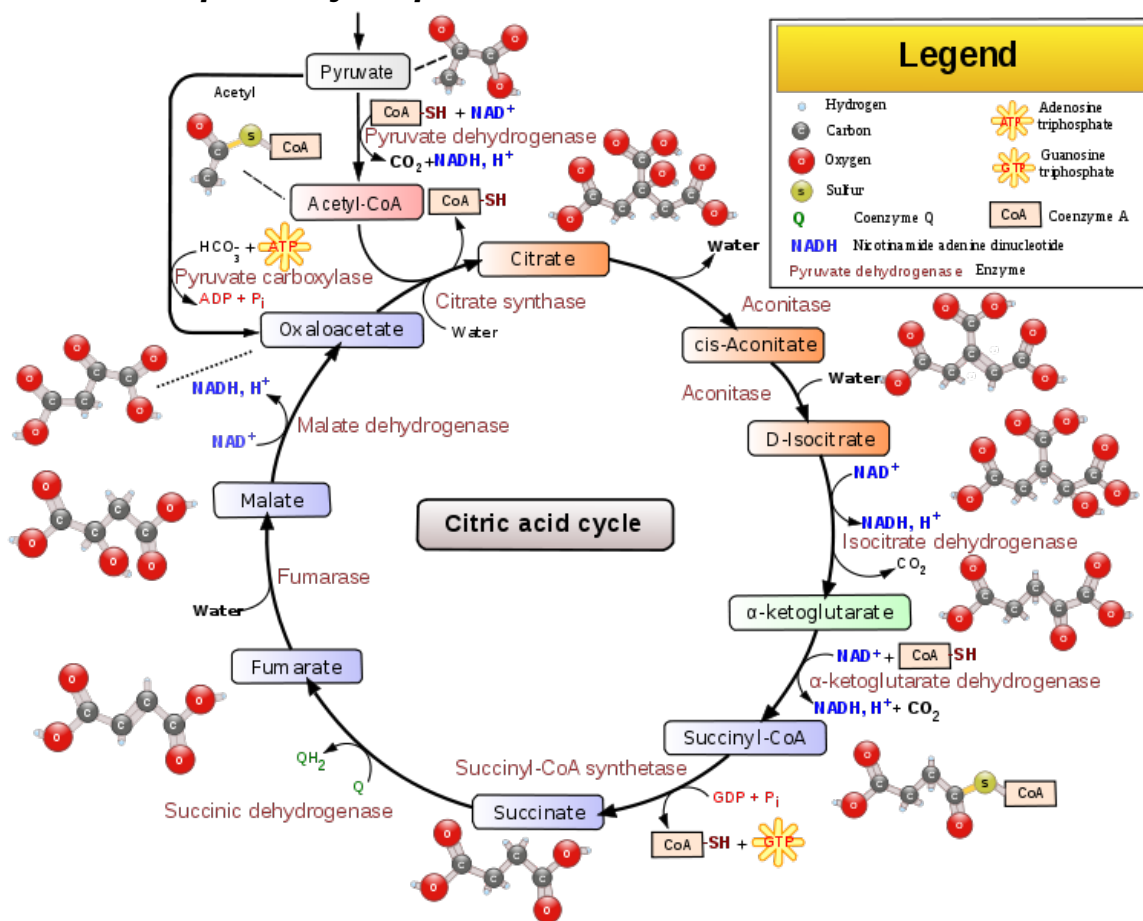 Pyruvate
Acetyl
CoA -SH + NAD+
Pyruvate dehydrogenase
CO2 +NADH, H+
O
S
CoA
C
C
Acetyl-CoA
CoA -SH
HCO3- + ATP
Pyruvate carboxylase
ADP + Pi
Citrate
Citrate synthase
Water
Water
Oxaloacetate
Aconitase
cis-Aconitate
Aconitase
Water
D-Isocitrate
NAD+
NADH, H+
Isocitrate dehydrogenase
CO2
α-ketoglutarate
NAD+ + CoA -SH
α-ketoglutarate dehydrogenase
NADH, H+ + CO2
Succinyl-CoA
S
CoA
Succinyl-CoA synthetase
GDP + Pi
CoA -SH + GTP
Succinate
QH2
Q
Succinic dehydrogenase
Fumarate
Water
Fumarase
Malate
NADH, H+
NAD+
Malate dehydrogenase
Citric acid cycle
Legend
Hydrogen
C Carbon
O Oxygen
S Sulfur
Q Coenzyme Q
NADH Nicotinamide adenine dinucleotide
Pyruvate dehydrogenase Enzyme
ATP Adenosine
triphosphate
GTP Guanosine
triphosphate
CoA Coenzyme A